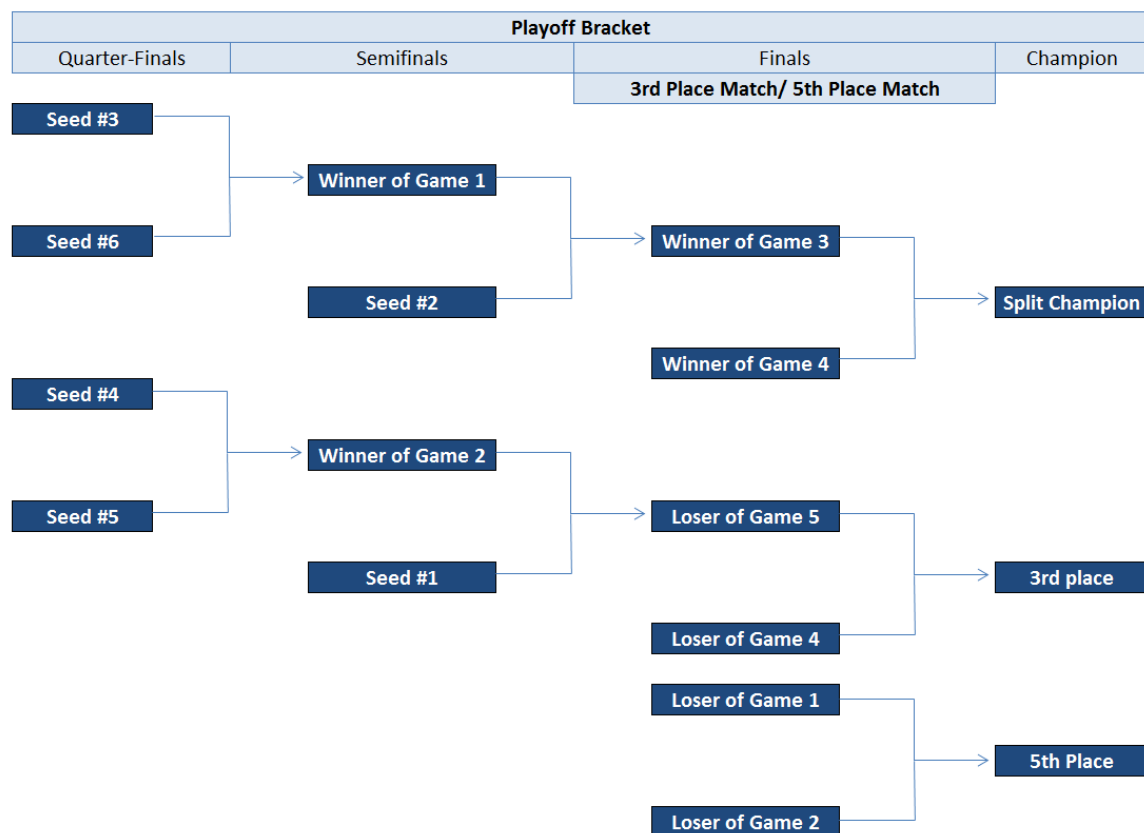 Playoff Bracket
Quarter-Finals Semifinals Finals Champion
3rd Place Match/ 5th Place Match
Seed #3
Winner of Game 1
Seed #6
Winner of Game 3
Seed #2
Split Champion
Winner of Game 4
Seed #4
Winner of Game 2
Seed #5
Loser of Game 5
Seed #1
3rd place
Loser of Game 4
Loser of Game 1
5th Place
Loser of Game 2